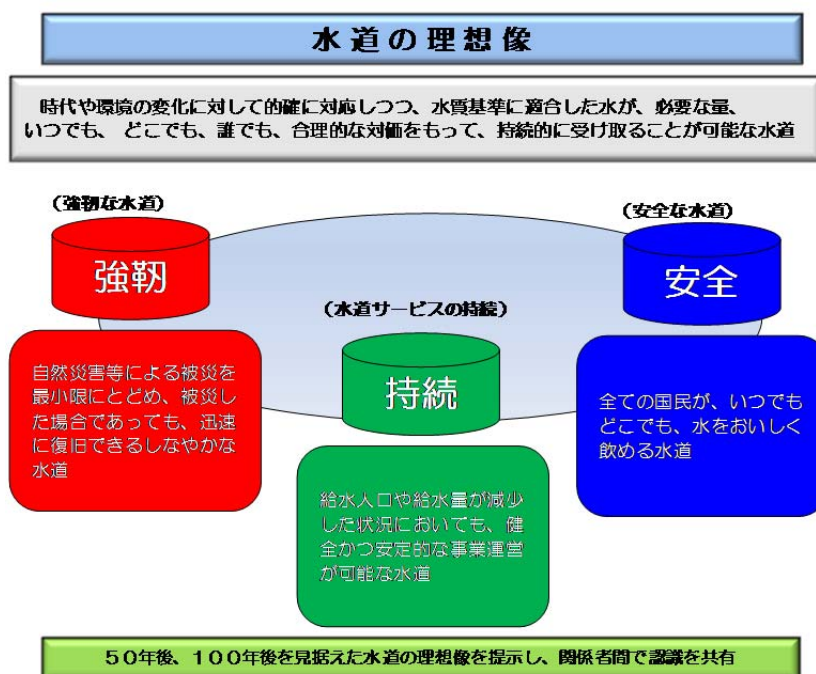 水道の理想像
時代や環境の変化に対して的確に対応しつつ、水質基準に適合した水が、必要な量、
いつでも、どこでも、誰でも、合理的な対価をもって、持続的に受け取ることが可能な水道
（強靭な水道）
強靭
自然災害等による被災を
最小限にとどめ、被災し
た場合であっても、迅速
に復旧できるしなやかな
水道
（水道サービスの持続）
持続
給水人口や給水量が減少
した状況においても、健
全かつ安定的な事業運営
が可能な水道
（安全な水道）
安全
全ての国民が、いつでも
どこでも、水をおいしく
飲める水道
５０年後、１００年後を見据えた水道の理想像を提示し、関係者間で認識を共有